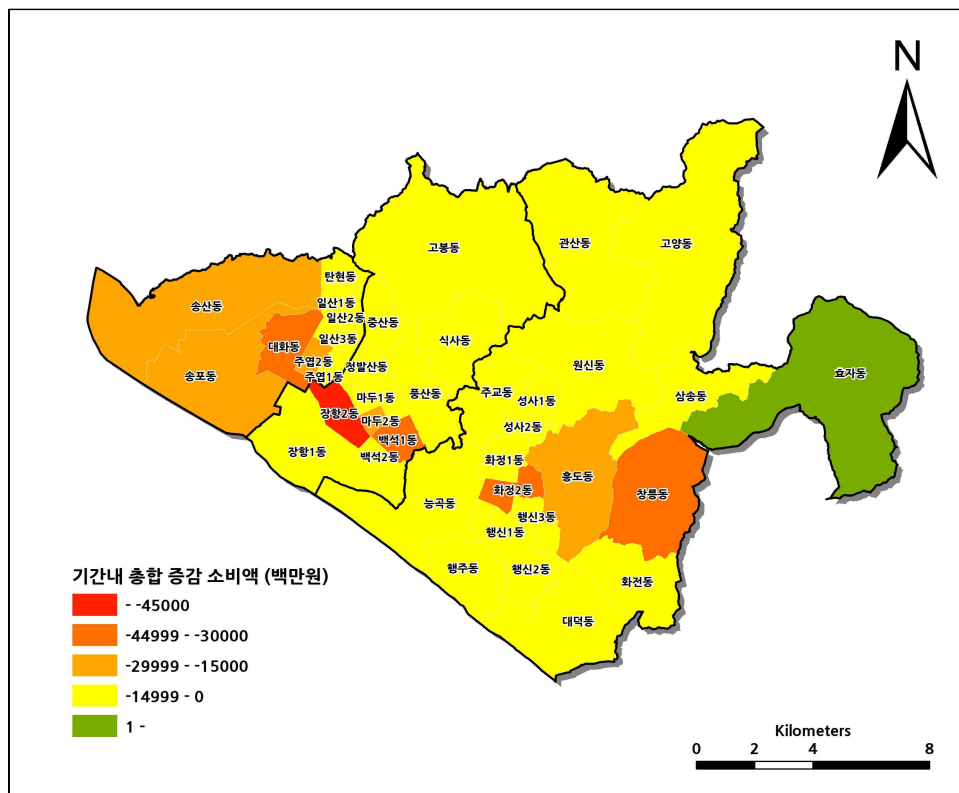 N
고봉동
관산동
고양동
탄현동
송산동
일산1동
일산2동
중산동
효자동
대화동
일산3동
식사동
주엽2동
정발산동
원신동
송포동
주엽1동
주교동
성사1동
삼송동
장항2동
마두1동
풍산동
마두2동
성사2동
백석1동
장항1동
백석2동
화정1동
흥도동
창릉동
능곡동
화정2동
행신3동
행신1동
행주동
행신2동
화전동
대덕동
기간내 총합 증감 소비액 (백만원)
- -45000
-44999 - -30000
-29999 - -15000
-14999 - 0
1 -
Kilometers
0 2 4 8